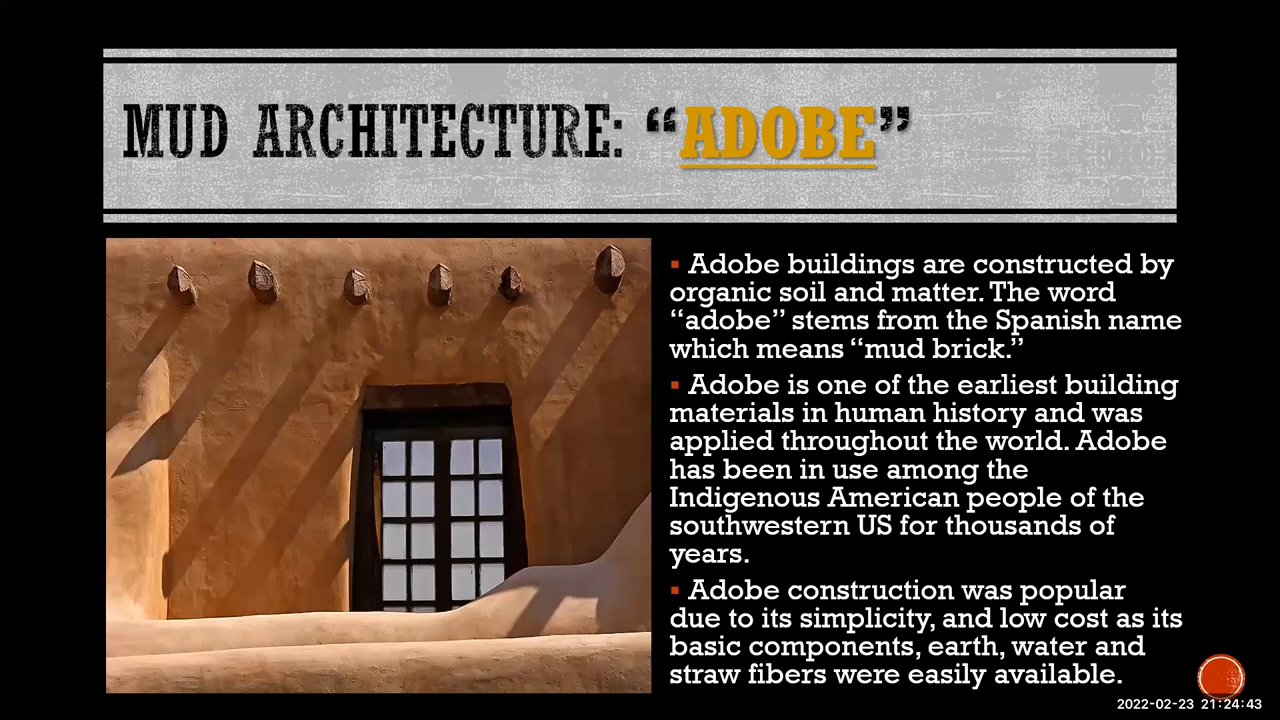 MUD ARCHITECTURE: “ADOBE”
▪ Adobe buildings are constructed by
organic soil and matter. The word
“adobe” stems from the Spanish name
which means “mud brick.”
▪ Adobe is one of the earliest building
materials in human history and was
applied throughout the world. Adobe
has been in use among the
Indigenous American people of the
southwestern US for thousands of
years.
▪ Adobe construction was popular
due to its simplicity, and low cost as its
basic components, earth, water and
straw fibers were easily available.
2022-02-23 21:24:43